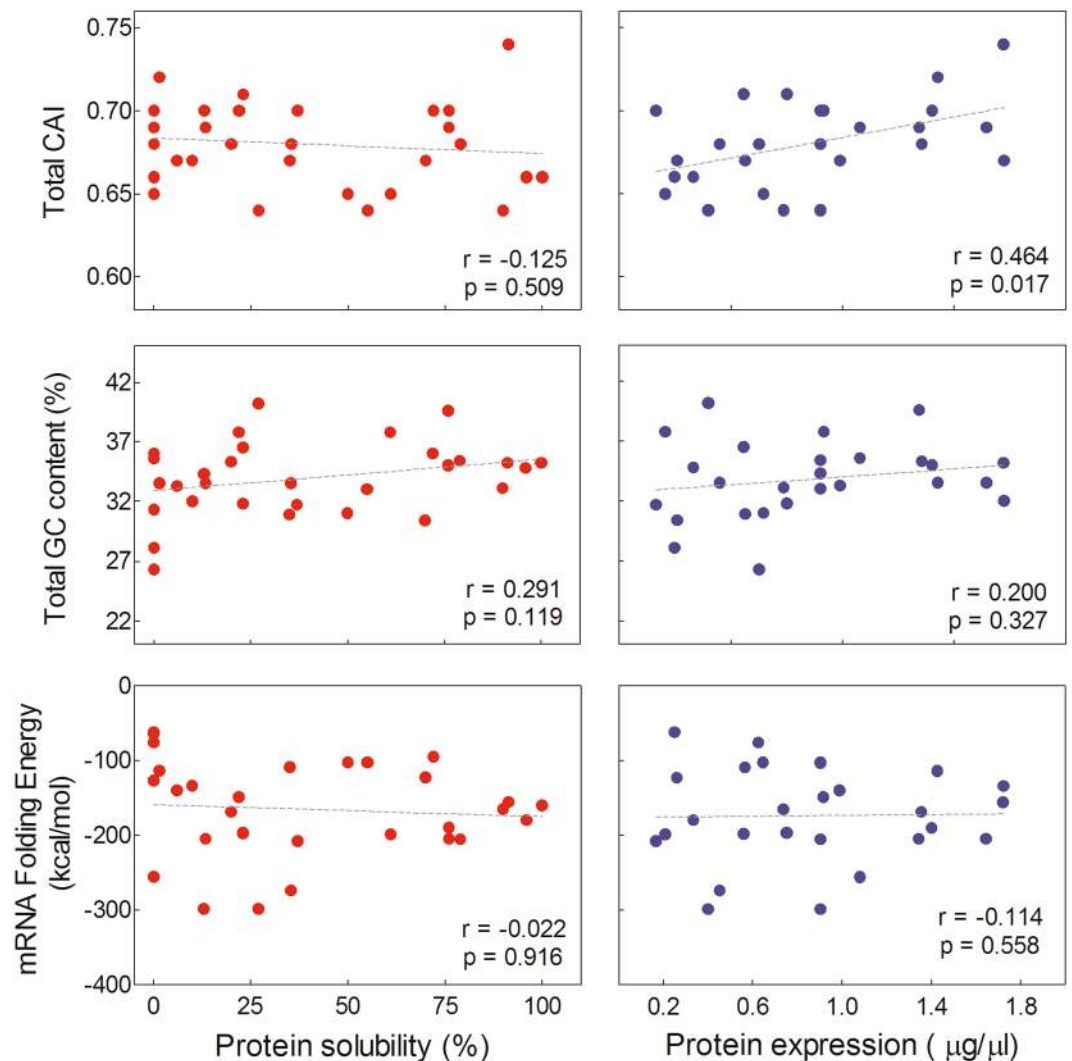 Total CAI
0.75
0.70
0.65
0.60
r = -0.125
p = 0.509
r = 0.464
p = 0.017
Total GC content (%)
42
37
32
27
22
r = 0.291
p = 0.119
r = 0.200
p = 0.327
mRNA Folding Energy
(kcal/mol)
0
-100
-200
-300
-400
r = -0.022
p = 0.916
r = -0.114
p = 0.558
0 25 50 75 100
0.2 0.6 1.0 1.4 1.8
Protein solubility (%)
Protein expression ( µg/µl)